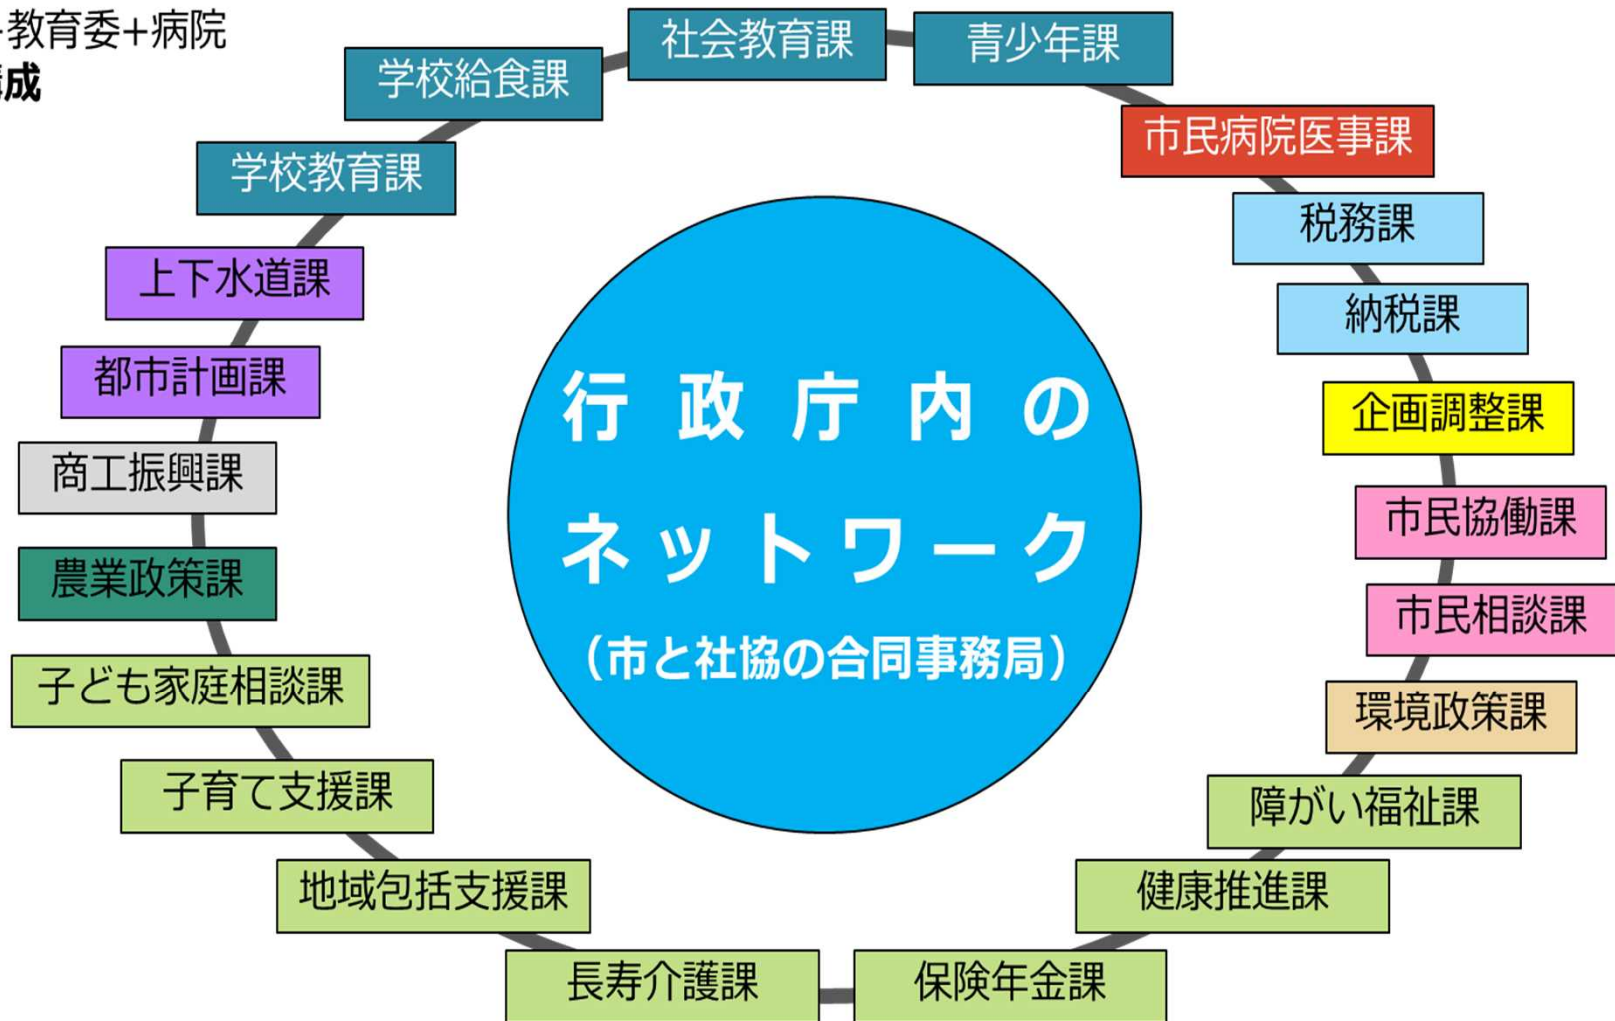 教育委+病院
成
社会教育課
青少年課
学校給食課
市民病院医事課
学校教育課
税務課
上下水道課
納税課
都市計画課
企画調整課
商工振興課
市民協働課
農業政策課
市民相談課
子ども家庭相談課
環境政策課
子育て支援課
障がい福祉課
地域包括支援課
健康推進課
長寿介護課
保険年金課
行政庁内の
ネットワーク
（市と社協の合同事務局）